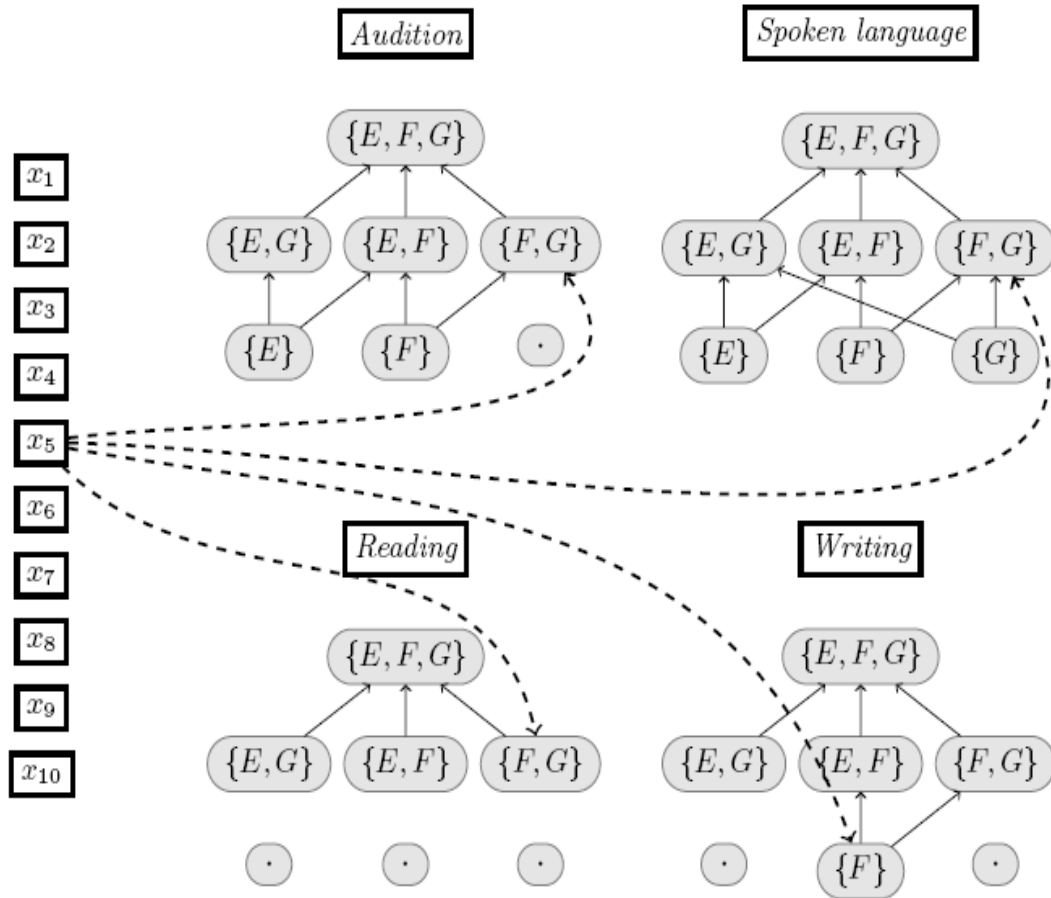 Audition
Spoken language
{E, F, G}
{E, F, G}
x₁
x₂
{E, G} {E, F} {F, G}
{E, G} {E, F} {F, G}
x₃
{E} {F} ·
{E} {F} {G}
x₄
x₅
x₆
Reading
Writing
x₇
x₈
{E, F, G}
{E, F, G}
x₉
x₁₀
{E, G} {E, F} {F, G}
{E, G} {E, F} {F, G}
· · ·
· {F} ·